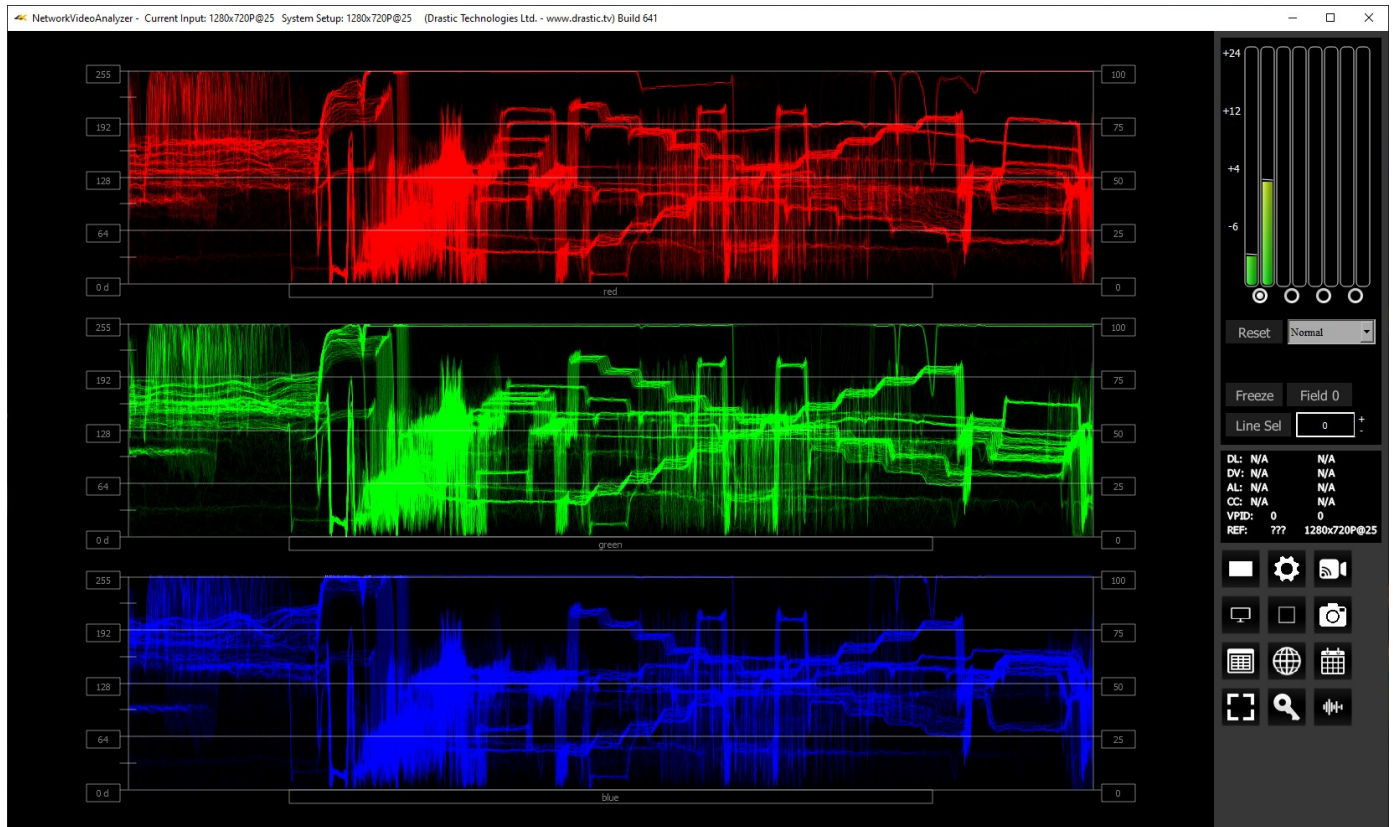 NetworkVideoAnalyzer - Current Input: 1280x720P@25 System Setup: 1280x720P@25 (Drastic Technologies Ltd. - www.drastic.tv) Build 641
255
192
128
64
0 d
100
75
50
25
0
red
255
192
128
64
0 d
100
75
50
25
0
green
255
192
128
64
0 d
100
75
50
25
0
blue
+24
+12
+4
-6
Reset Normal
Freeze Field 0
Line Sel 0 + -
DL: N/A N/A
DV: N/A N/A
AL: N/A N/A
CC: N/A N/A
VPID: 0 0
REF: ??? 1280x720P@25